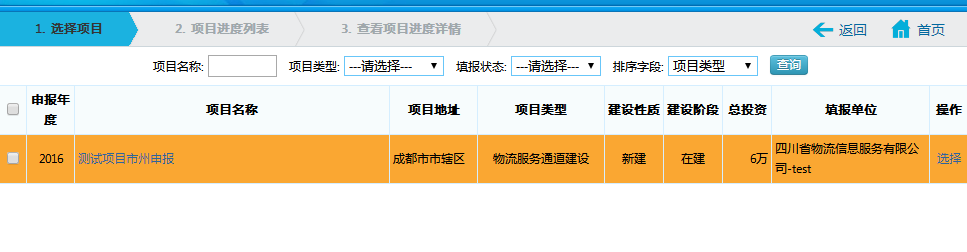 1. 选择项目 2. 项目进度列表 3. 查看项目进度详情 返回 首页
项目名称: 项目类型: ---请选择--- 填报状态: ---请选择--- 排序字段: 项目类型 查询
申报年度 项目名称 项目地址 项目类型 建设性质 建设阶段 总投资 填报单位 操作
2016 测试项目市州申报 成都市市辖区 物流服务通道建设 新建 在建 6万 四川省物流信息服务有限公司-test 选择